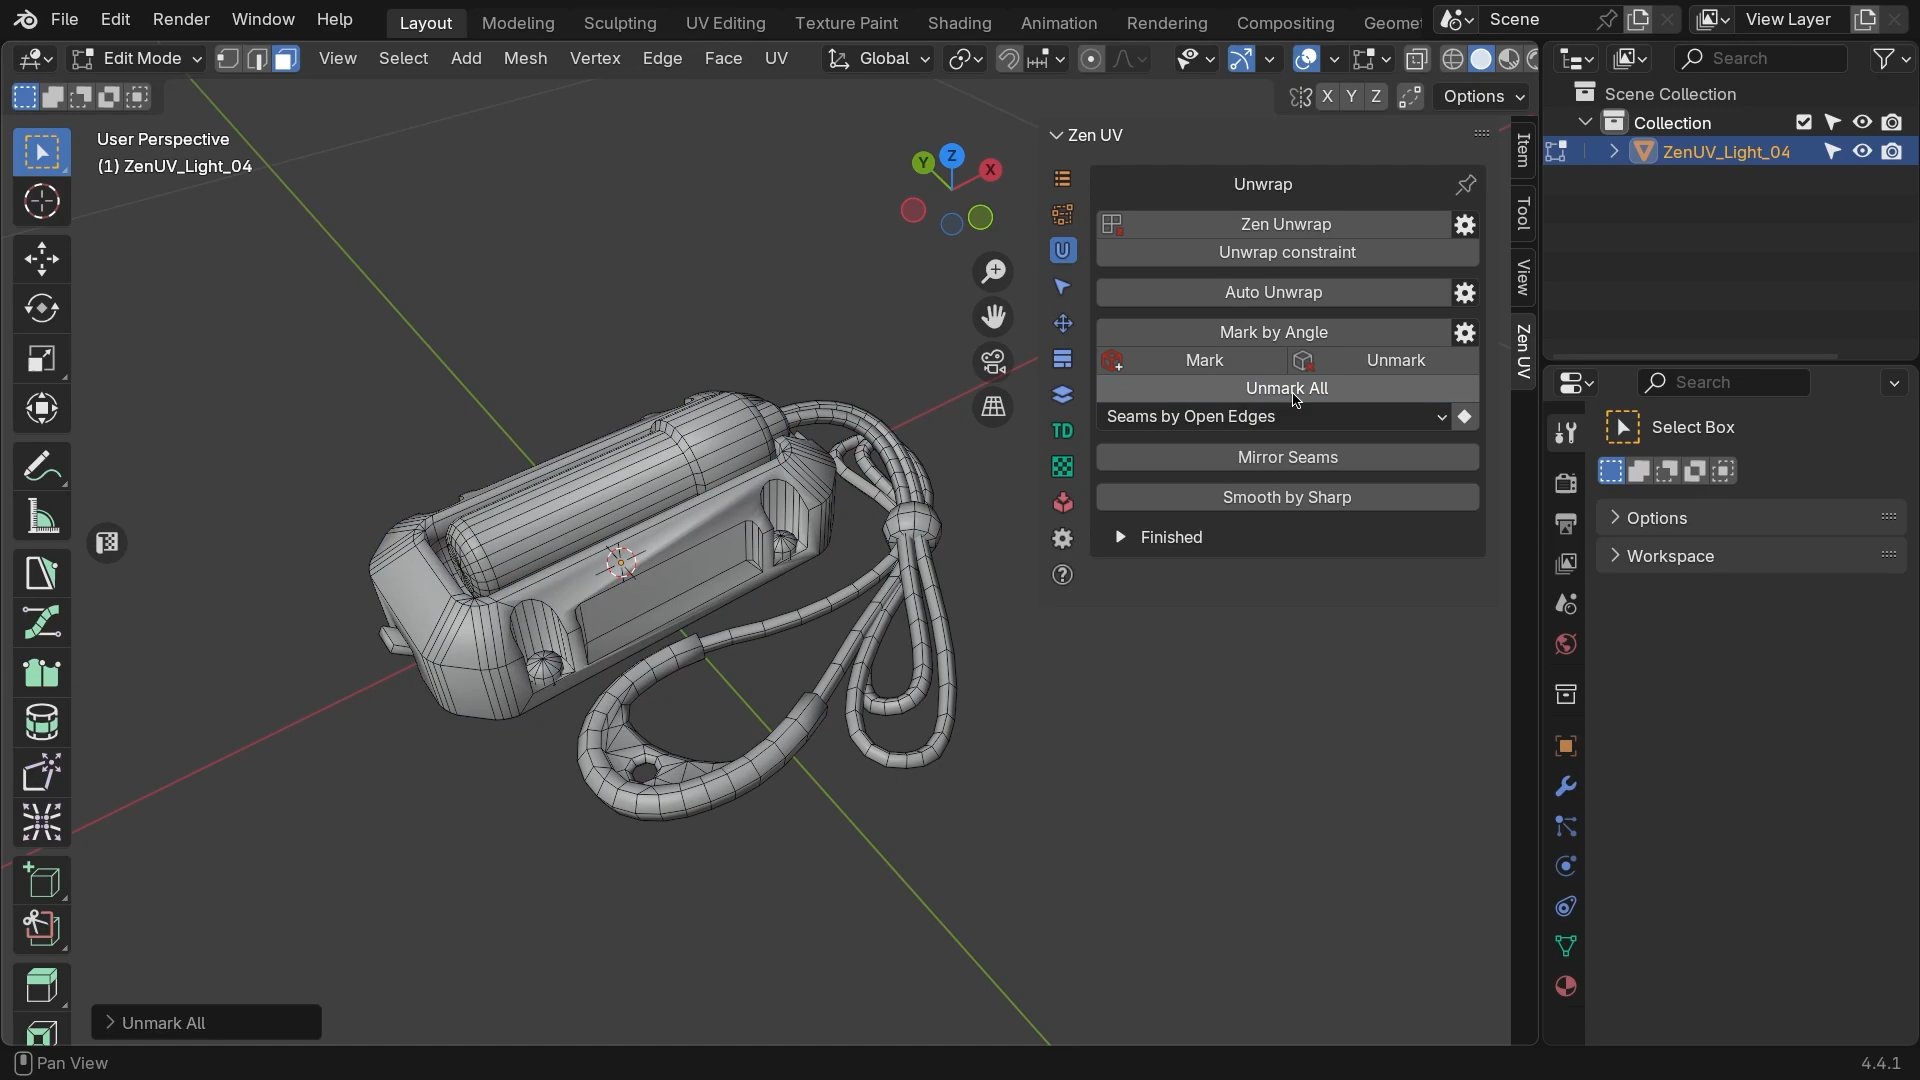 File Edit Render Window Help Layout Modeling Sculpting UV Editing Texture Paint Shading Animation Rendering Compositing Geomet Scene View Layer
Edit Mode View Select Add Mesh Vertex Edge Face UV Global Search
X Y Z Options
User Perspective
(1) ZenUV_Light_04
Z
Y
X
Zen UV
Unwrap
Zen Unwrap
Unwrap constraint
Auto Unwrap
Mark by Angle
Mark Unmark
Unmark All
Seams by Open Edges
Mirror Seams
Smooth by Sharp
Finished
U
TD
Item
Tool
View
Zen UV
Scene Collection
Collection
ZenUV_Light_04
Search
Select Box
Options
Workspace
Unmark All
Pan View
4.4.1